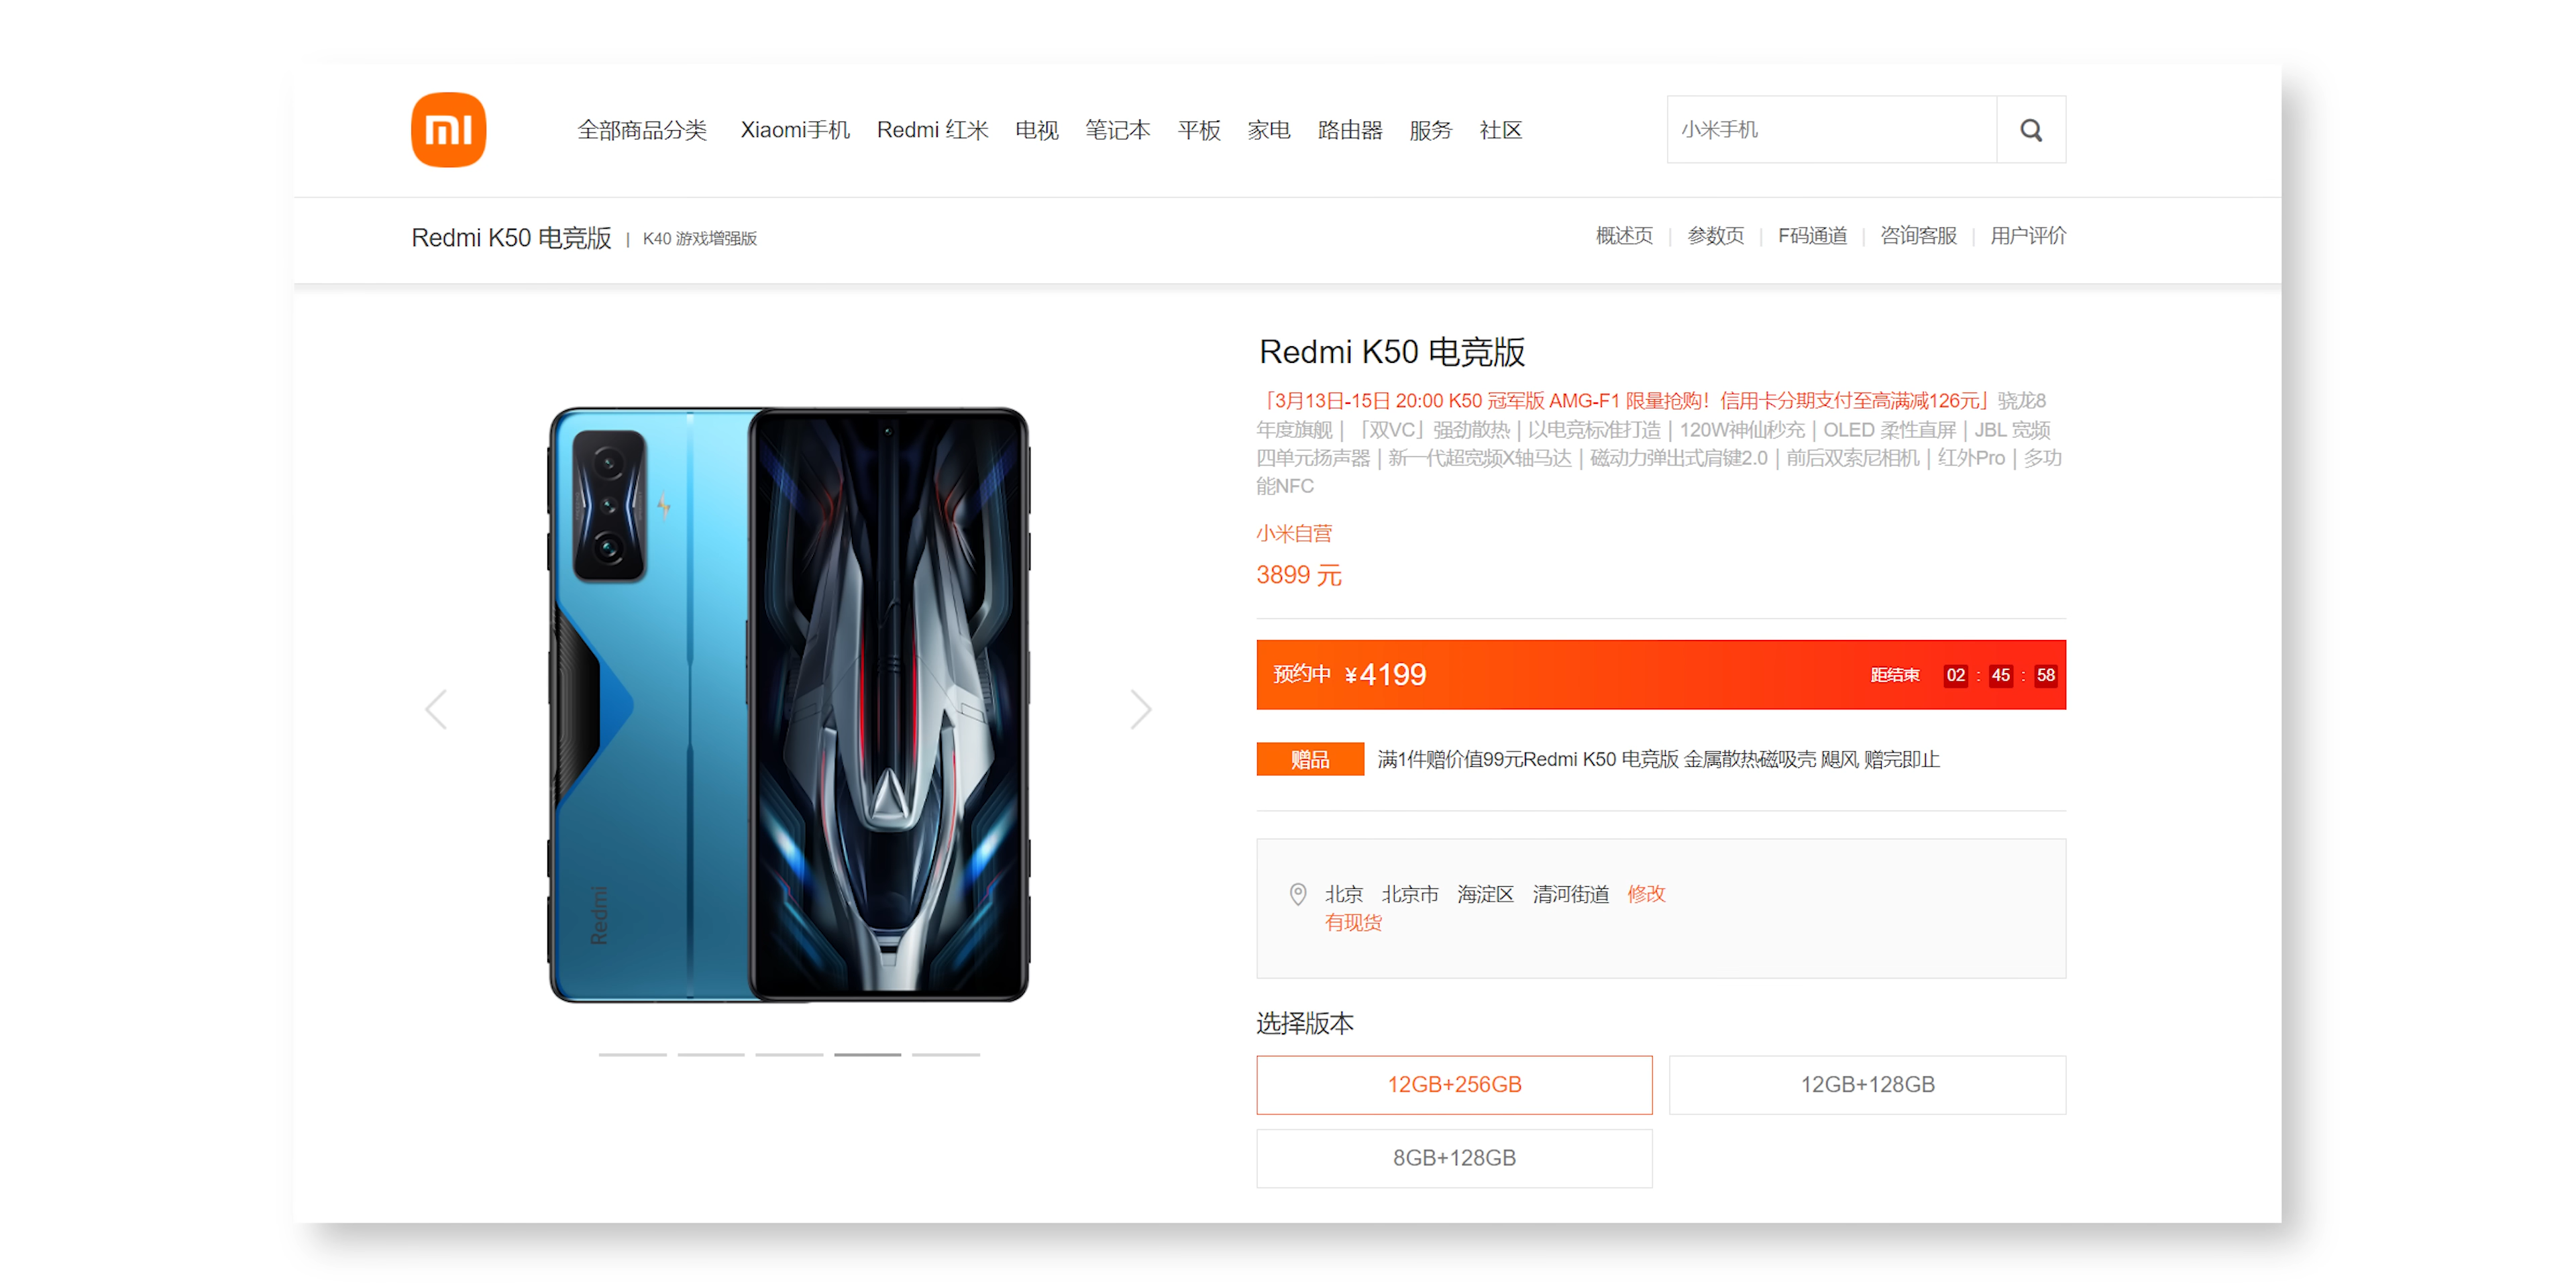 mi
全部商品分类 Xiaomi手机 Redmi 红米 电视 笔记本 平板 家电 路由器 服务 社区
小米手机
Redmi K50 电竞版 | K40 游戏增强版
概述页 | 参数页 | F码通道 | 咨询客服 | 用户评价
Redmi K50 电竞版
「3月13日-15日 20:00 K50 冠军版 AMG-F1 限量抢购！信用卡分期支付至高满减126元」骁龙8
年度旗舰 | 「双VC」强劲散热 | 以电竞标准打造 | 120W神仙秒充 | OLED 柔性直屏 | JBL 宽频
四单元扬声器 | 新一代超宽频X轴马达 | 磁动力弹出式肩键2.0 | 前后双索尼相机 | 红外Pro | 多功
能NFC
小米自营
3899 元
预约中 ¥4199 距结束 02 : 45 : 58
赠品 满1件赠价值99元Redmi K50 电竞版 金属散热磁吸壳 飓风 赠完即止
北京 北京市 海淀区 清河街道 修改
有现货
选择版本
12GB+256GB 12GB+128GB
8GB+128GB
Redmi